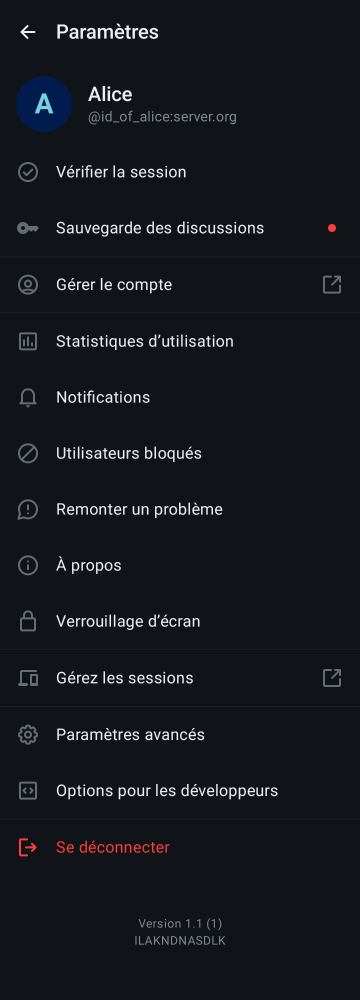 Paramètres
A
Alice
@id_of_alice:server.org
Vérifier la session
Sauvegarde des discussions
Gérer le compte
Statistiques d’utilisation
Notifications
Utilisateurs bloqués
Remonter un problème
À propos
Verrouillage d’écran
Gérez les sessions
Paramètres avancés
Options pour les développeurs
Se déconnecter
Version 1.1 (1)
ILAKNDNASDLK